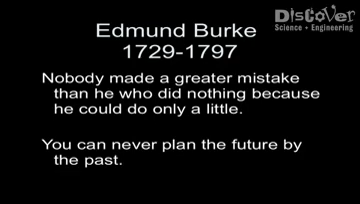 DiscoveR
Science • Engineering
Edmund Burke
1729-1797
Nobody made a greater mistake
than he who did nothing because
he could do only a little.
You can never plan the future by
the past.